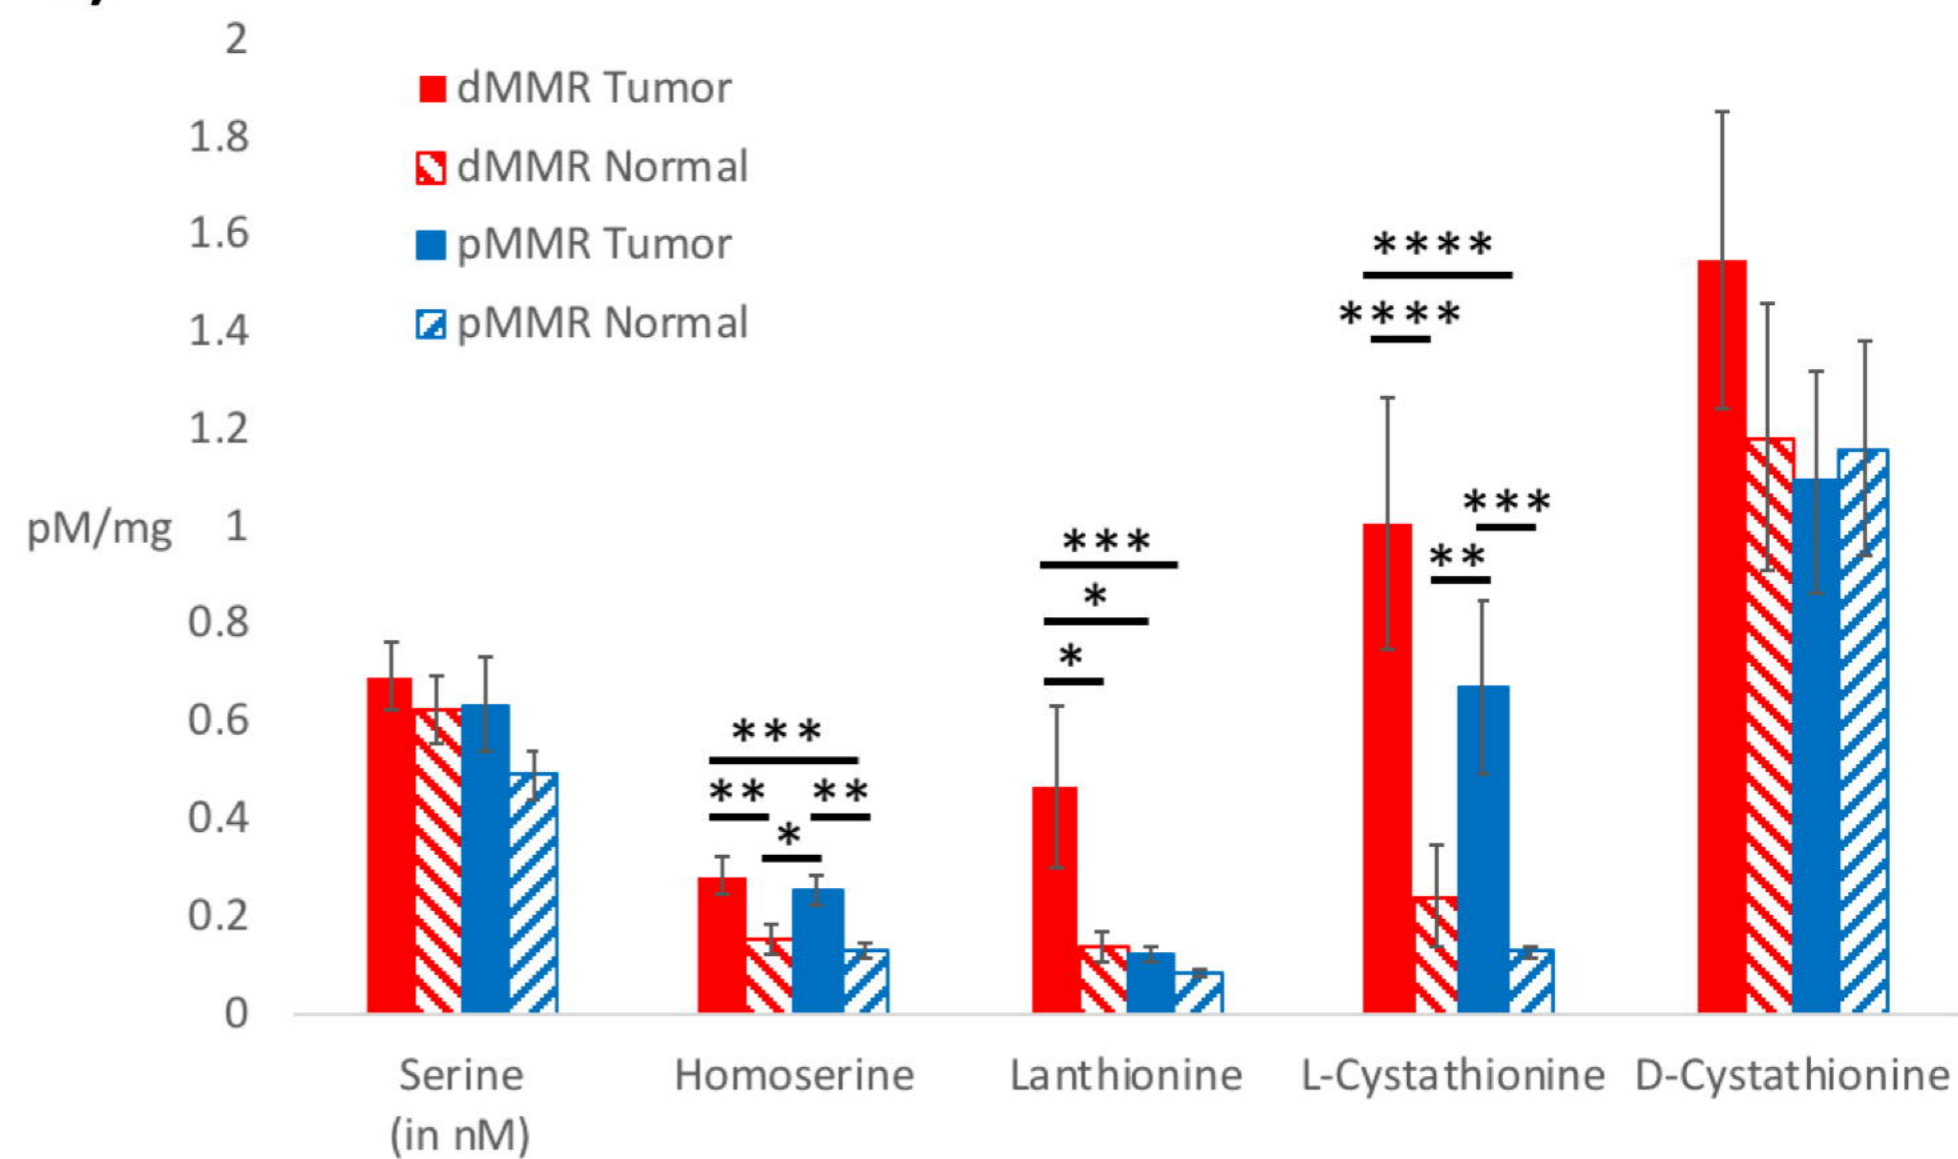 2
1.8
1.6
1.4
1.2
1
0.8
0.6
0.4
0.2
0
pM/mg
dMMR Tumor
dMMR Normal
pMMR Tumor
pMMR Normal
***
**
**
*
***
*
*
****
****
***
**
Serine
(in nM)
Homoserine
Lanthionine
L-Cystathionine
D-Cystathionine